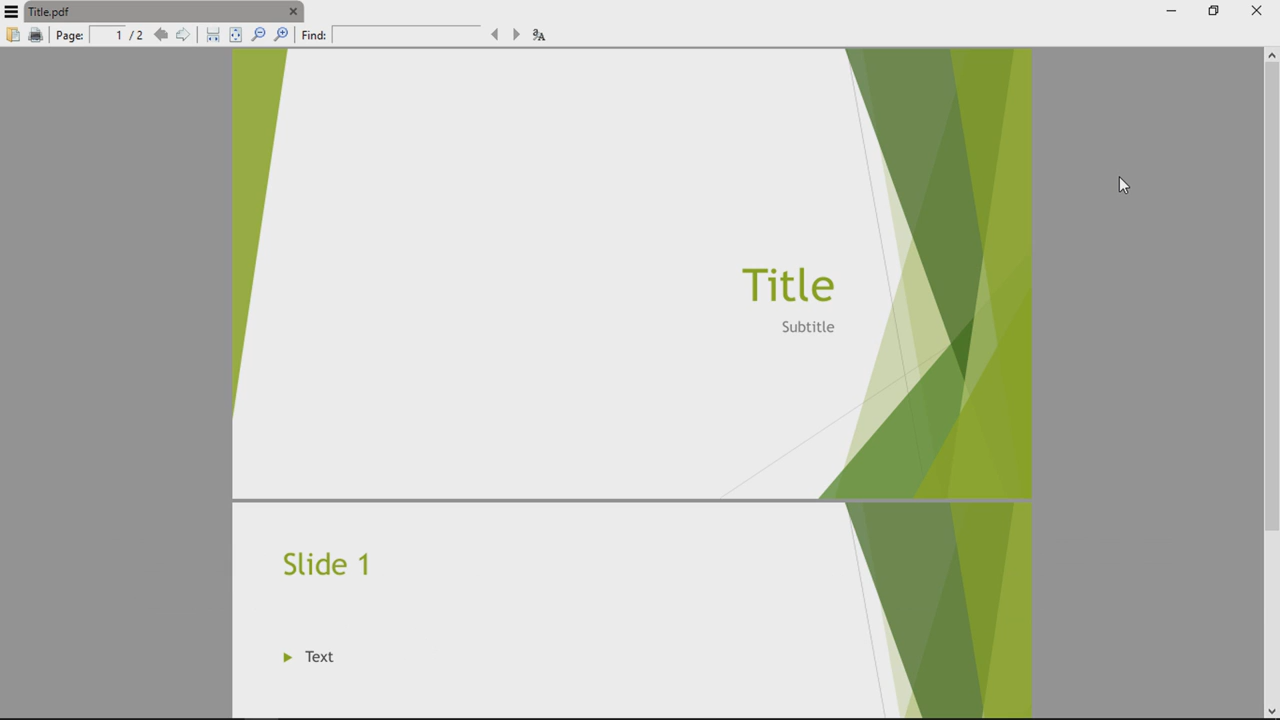 Title.pdf
Page: 1 / 2 Find:
Title
Subtitle
Slide 1
Text